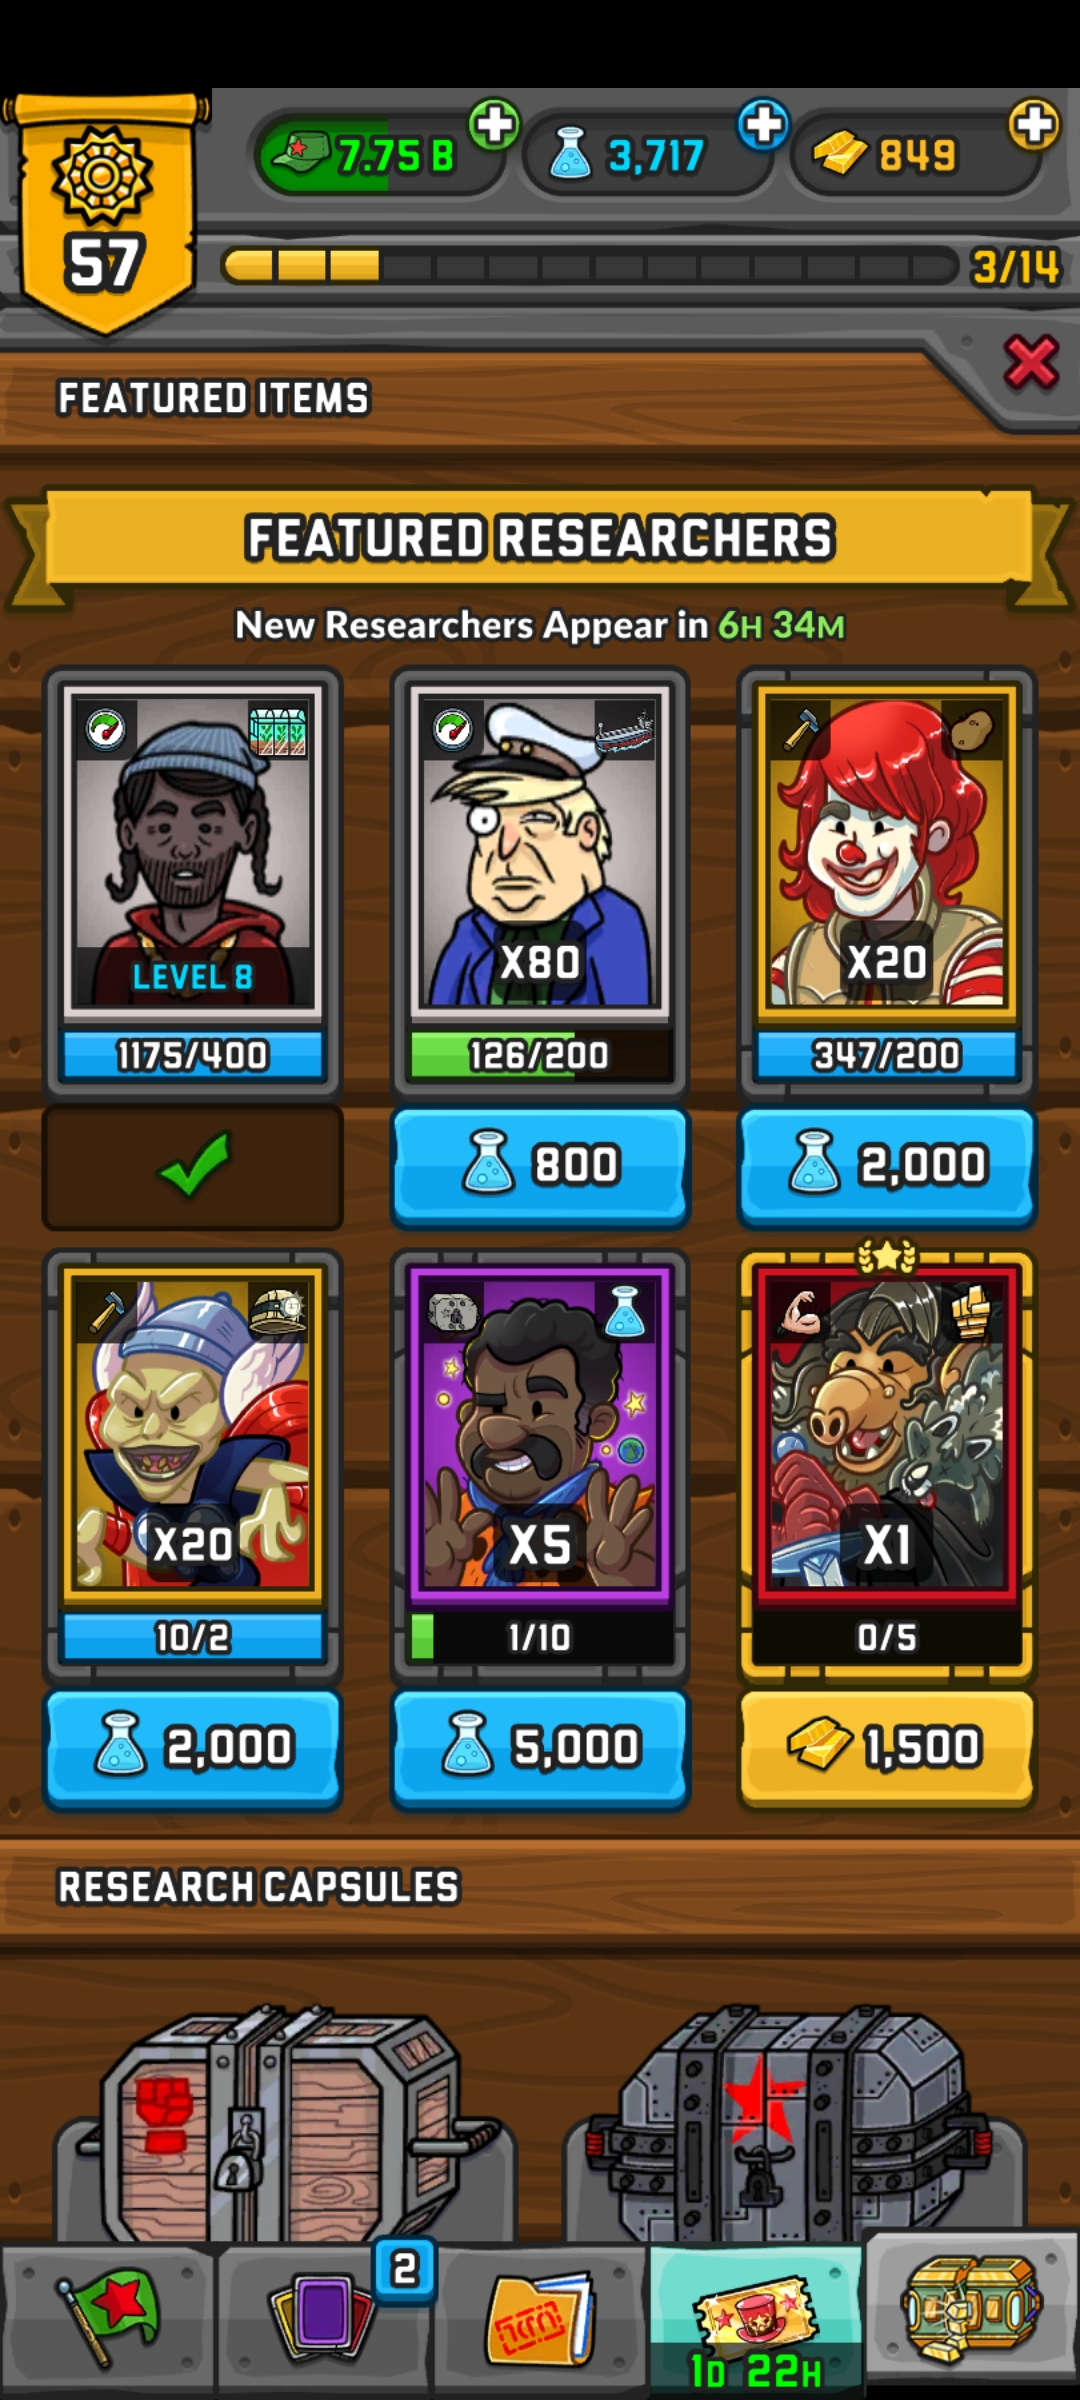 7.75 B
3,717
849
57
3/14
FEATURED ITEMS
FEATURED RESEARCHERS
New Researchers Appear in 6H 34M
LEVEL 8
X80
X20
1175/400
126/200
347/200
800
2,000
X20
X5
X1
10/2
1/10
0/5
2,000
5,000
1,500
RESEARCH CAPSULES
2
1D 22H